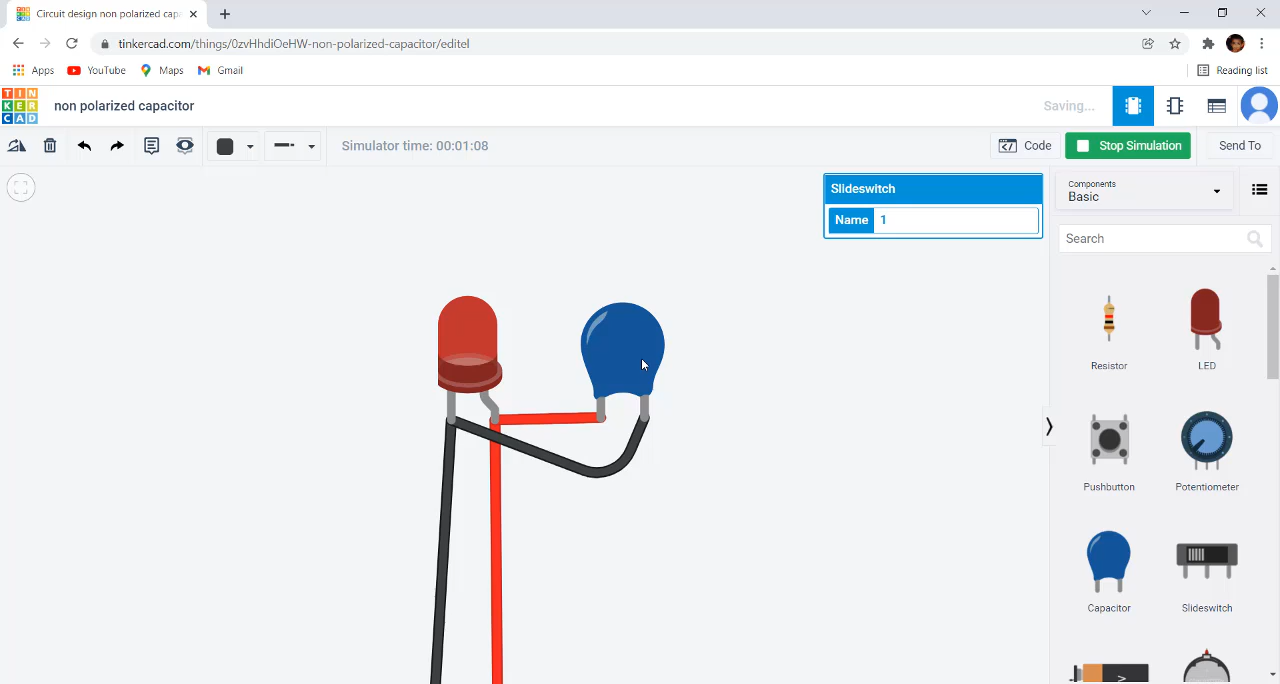 Circuit design non polarized cap
tinkercad.com/things/0zvHhdiOeHW-non-polarized-capacitor/editel
Apps YouTube Maps Gmail Reading list
TIN
KER
CAD
non polarized capacitor Saving...
Simulator time: 00:01:08 Code Stop Simulation Send To
Slideswitch
Name 1
Components
Basic
Search
Resistor LED
Pushbutton Potentiometer
Capacitor Slideswitch